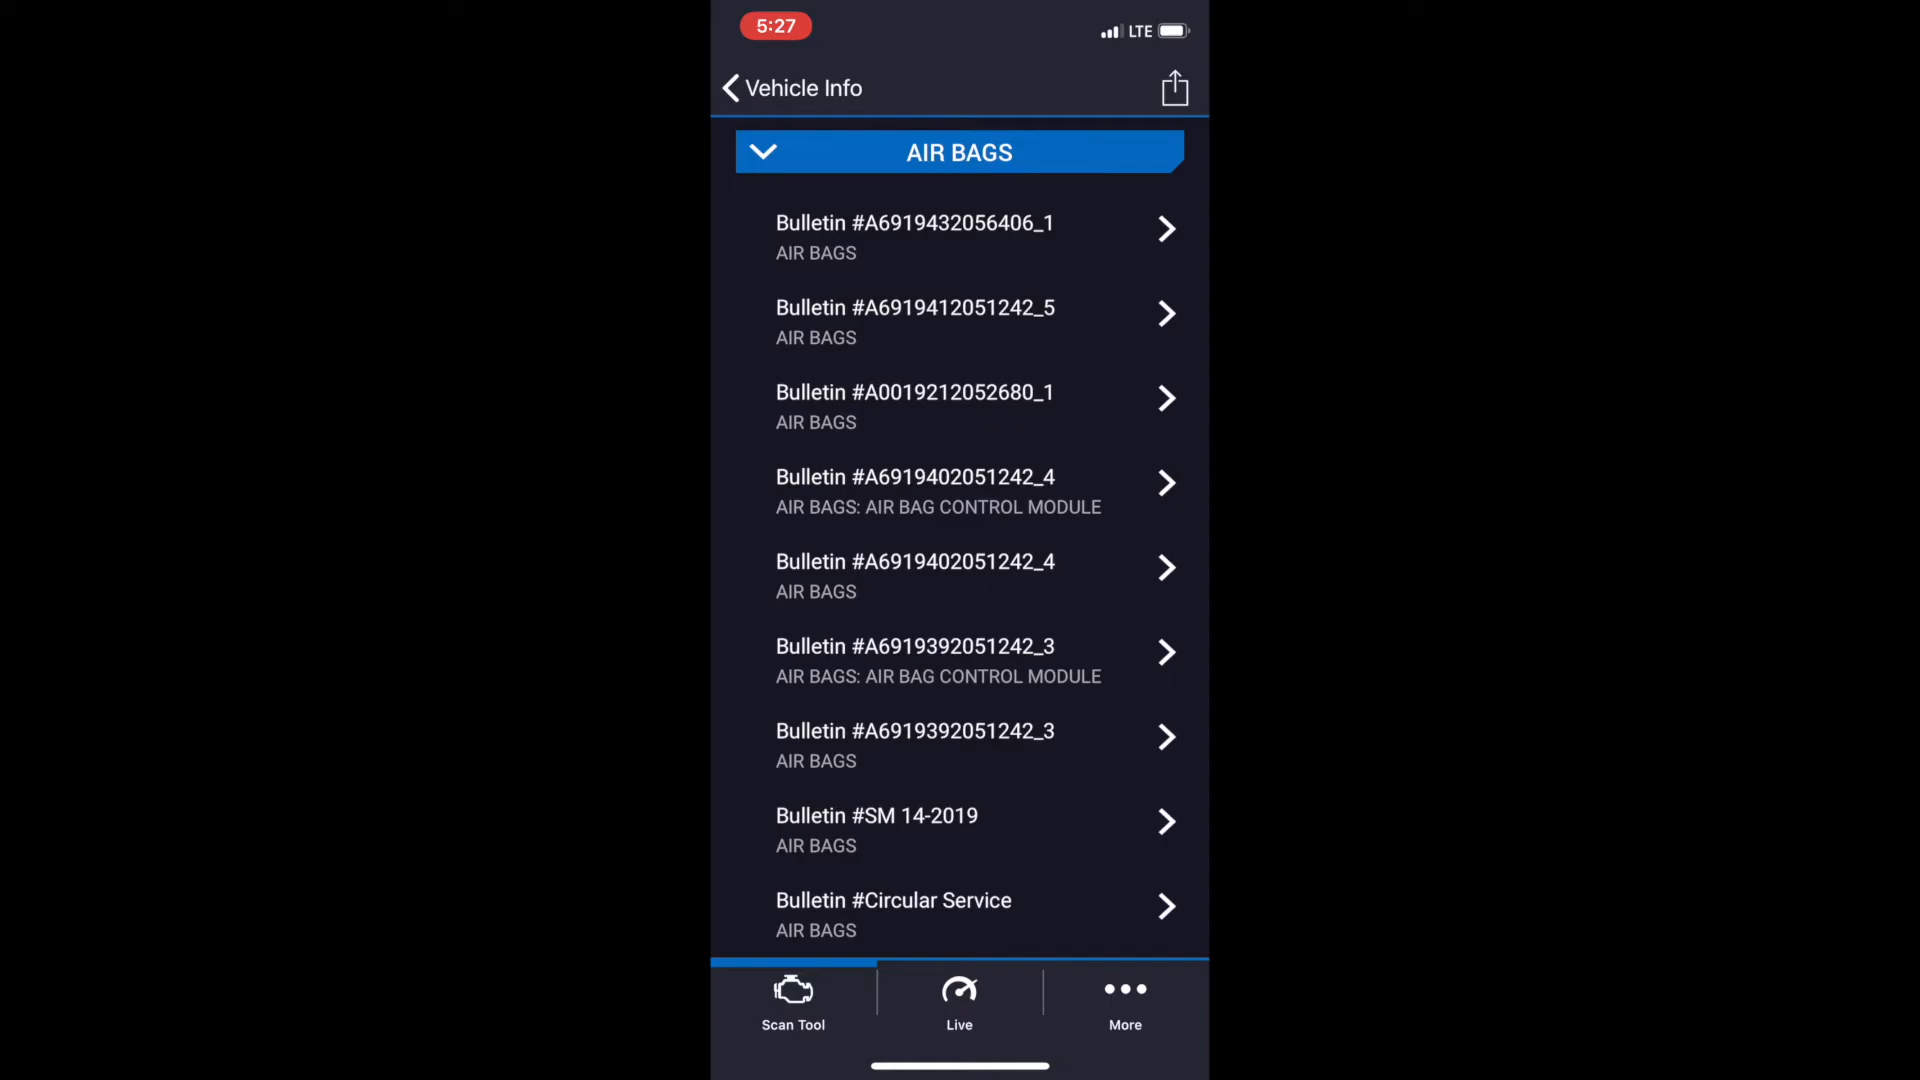 5:27
LTE
Vehicle Info
AIR BAGS
Bulletin #A6919432056406_1
AIR BAGS
Bulletin #A6919412051242_5
AIR BAGS
Bulletin #A0019212052680_1
AIR BAGS
Bulletin #A6919402051242_4
AIR BAGS: AIR BAG CONTROL MODULE
Bulletin #A6919402051242_4
AIR BAGS
Bulletin #A6919392051242_3
AIR BAGS: AIR BAG CONTROL MODULE
Bulletin #A6919392051242_3
AIR BAGS
Bulletin #SM 14-2019
AIR BAGS
Bulletin #Circular Service
AIR BAGS
Scan Tool
Live
More